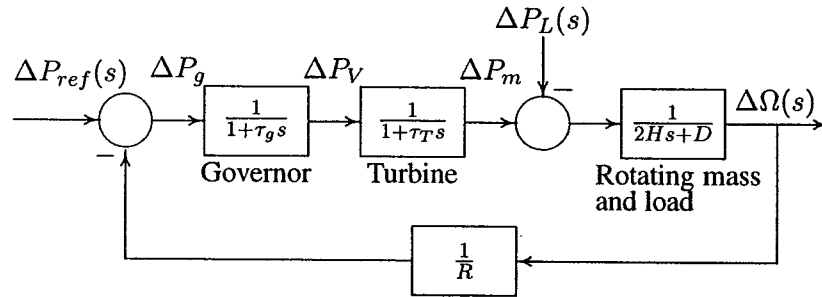 ΔP_L(s)
ΔP_ref(s) ΔP_g ΔP_V ΔP_m
−
1/(1+τ_g s) 1/(1+τ_T s) 1/(2Hs+D) ΔΩ(s)
−
Governor Turbine Rotating mass
and load
1/R